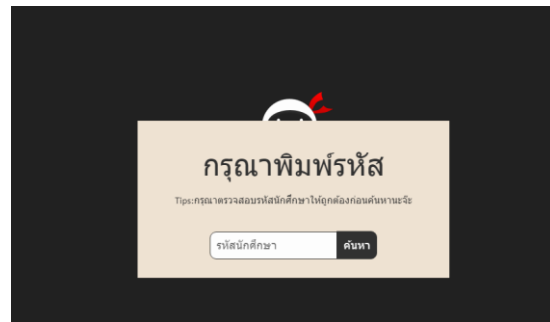 กรุณาพิมพ์รหัส
Tips:กรุณาตรวจสอบรหัสนักศึกษาให้ถูกต้องก่อนค้นหานะจ๊ะ
รหัสนักศึกษา ค้นหา